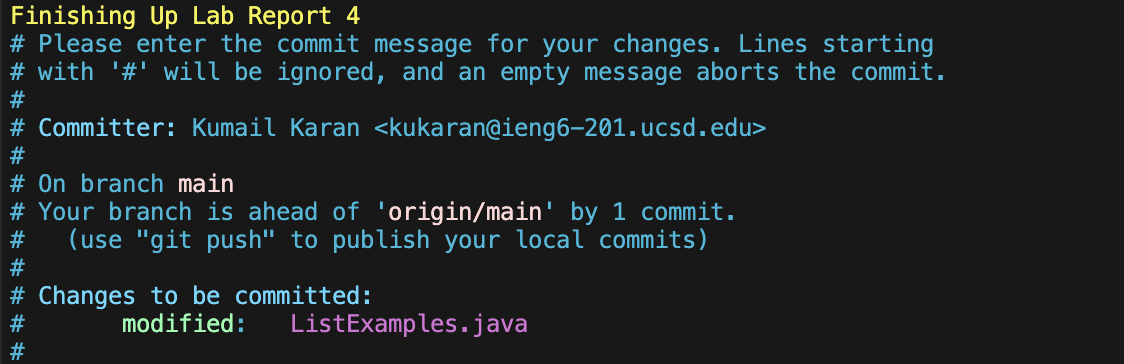 Finishing Up Lab Report 4
# Please enter the commit message for your changes. Lines starting
# with '#' will be ignored, and an empty message aborts the commit.
#
# Committer: Kumail Karan <kukaran@ieng6-201.ucsd.edu>
#
# On branch main
# Your branch is ahead of 'origin/main' by 1 commit.
#   (use "git push" to publish your local commits)
#
# Changes to be committed:
#       modified:   ListExamples.java
#